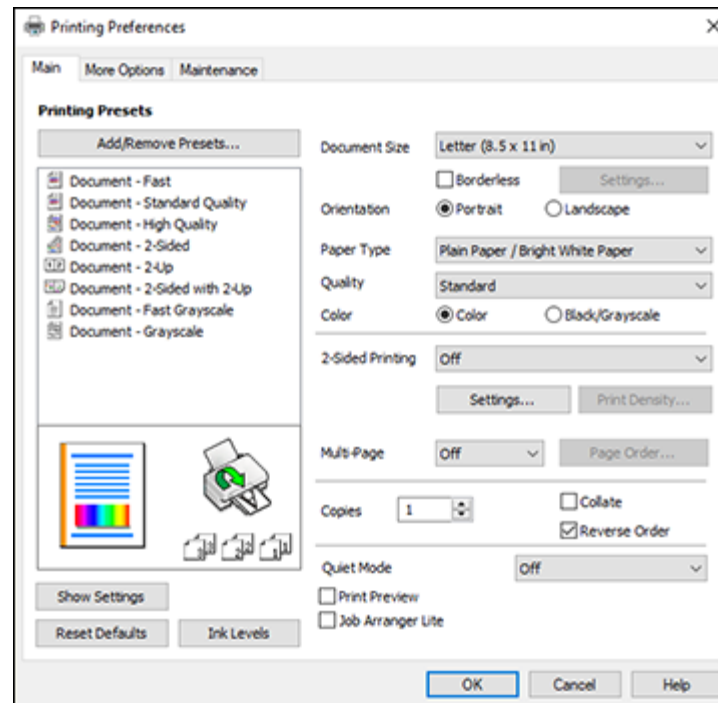 Printing Preferences
Main More Options Maintenance
Printing Presets
Add/Remove Presets...
Document - Fast
Document - Standard Quality
Document - High Quality
Document - 2-Sided
Document - 2-Up
Document - 2-Sided with 2-Up
Document - Fast Grayscale
Document - Grayscale
Show Settings
Reset Defaults Ink Levels
Document Size Letter (8.5 x 11 in)
Borderless Settings...
Orientation Portrait Landscape
Paper Type Plain Paper / Bright White Paper
Quality Standard
Color Color Black/Grayscale
2-Sided Printing Off
Settings... Print Density...
Multi-Page Off Page Order...
Copies 1 Collate
Reverse Order
Quiet Mode Off
Print Preview
Job Arranger Lite
OK Cancel Help